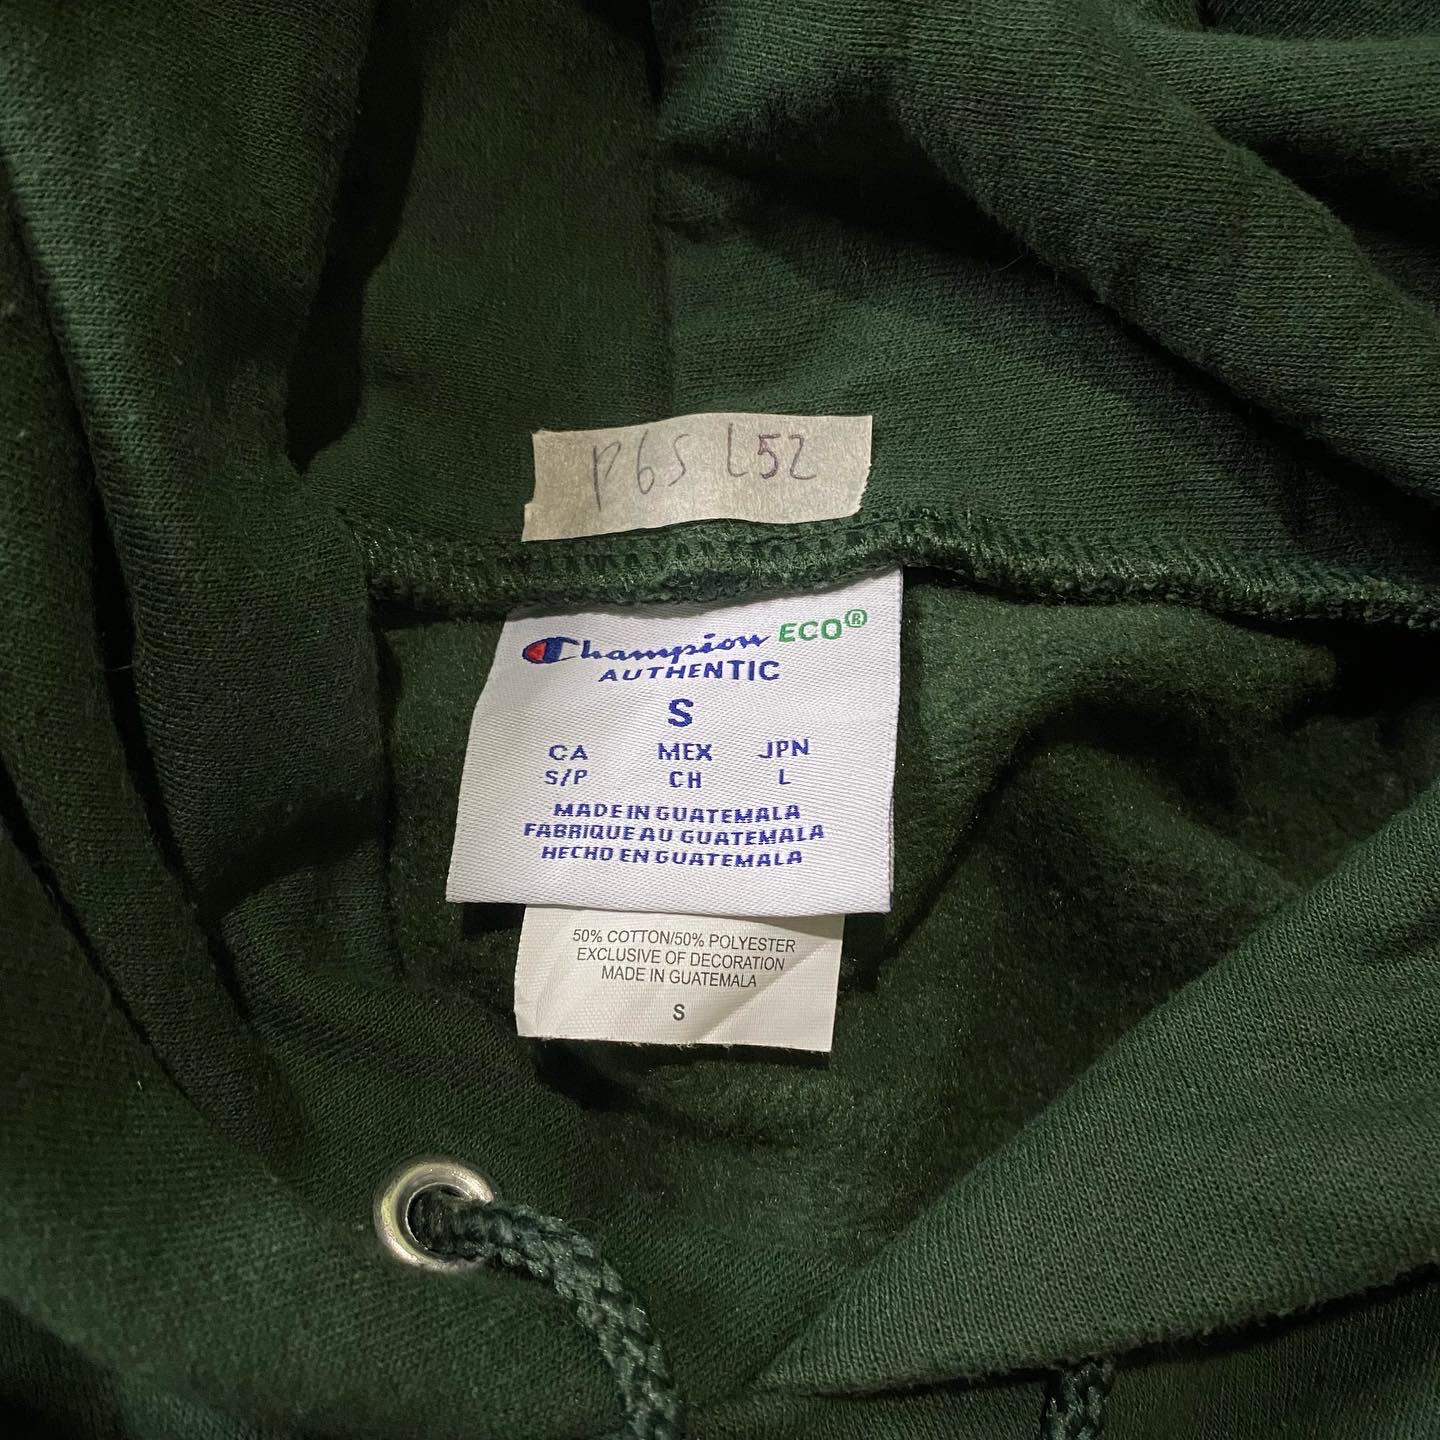 P65 L52
Champion ECO®
AUTHENTIC
S
CA MEX JPN
S/P CH L
MADE IN GUATEMALA
FABRIQUE AU GUATEMALA
HECHO EN GUATEMALA
50% COTTON/50% POLYESTER
EXCLUSIVE OF DECORATION
MADE IN GUATEMALA
S